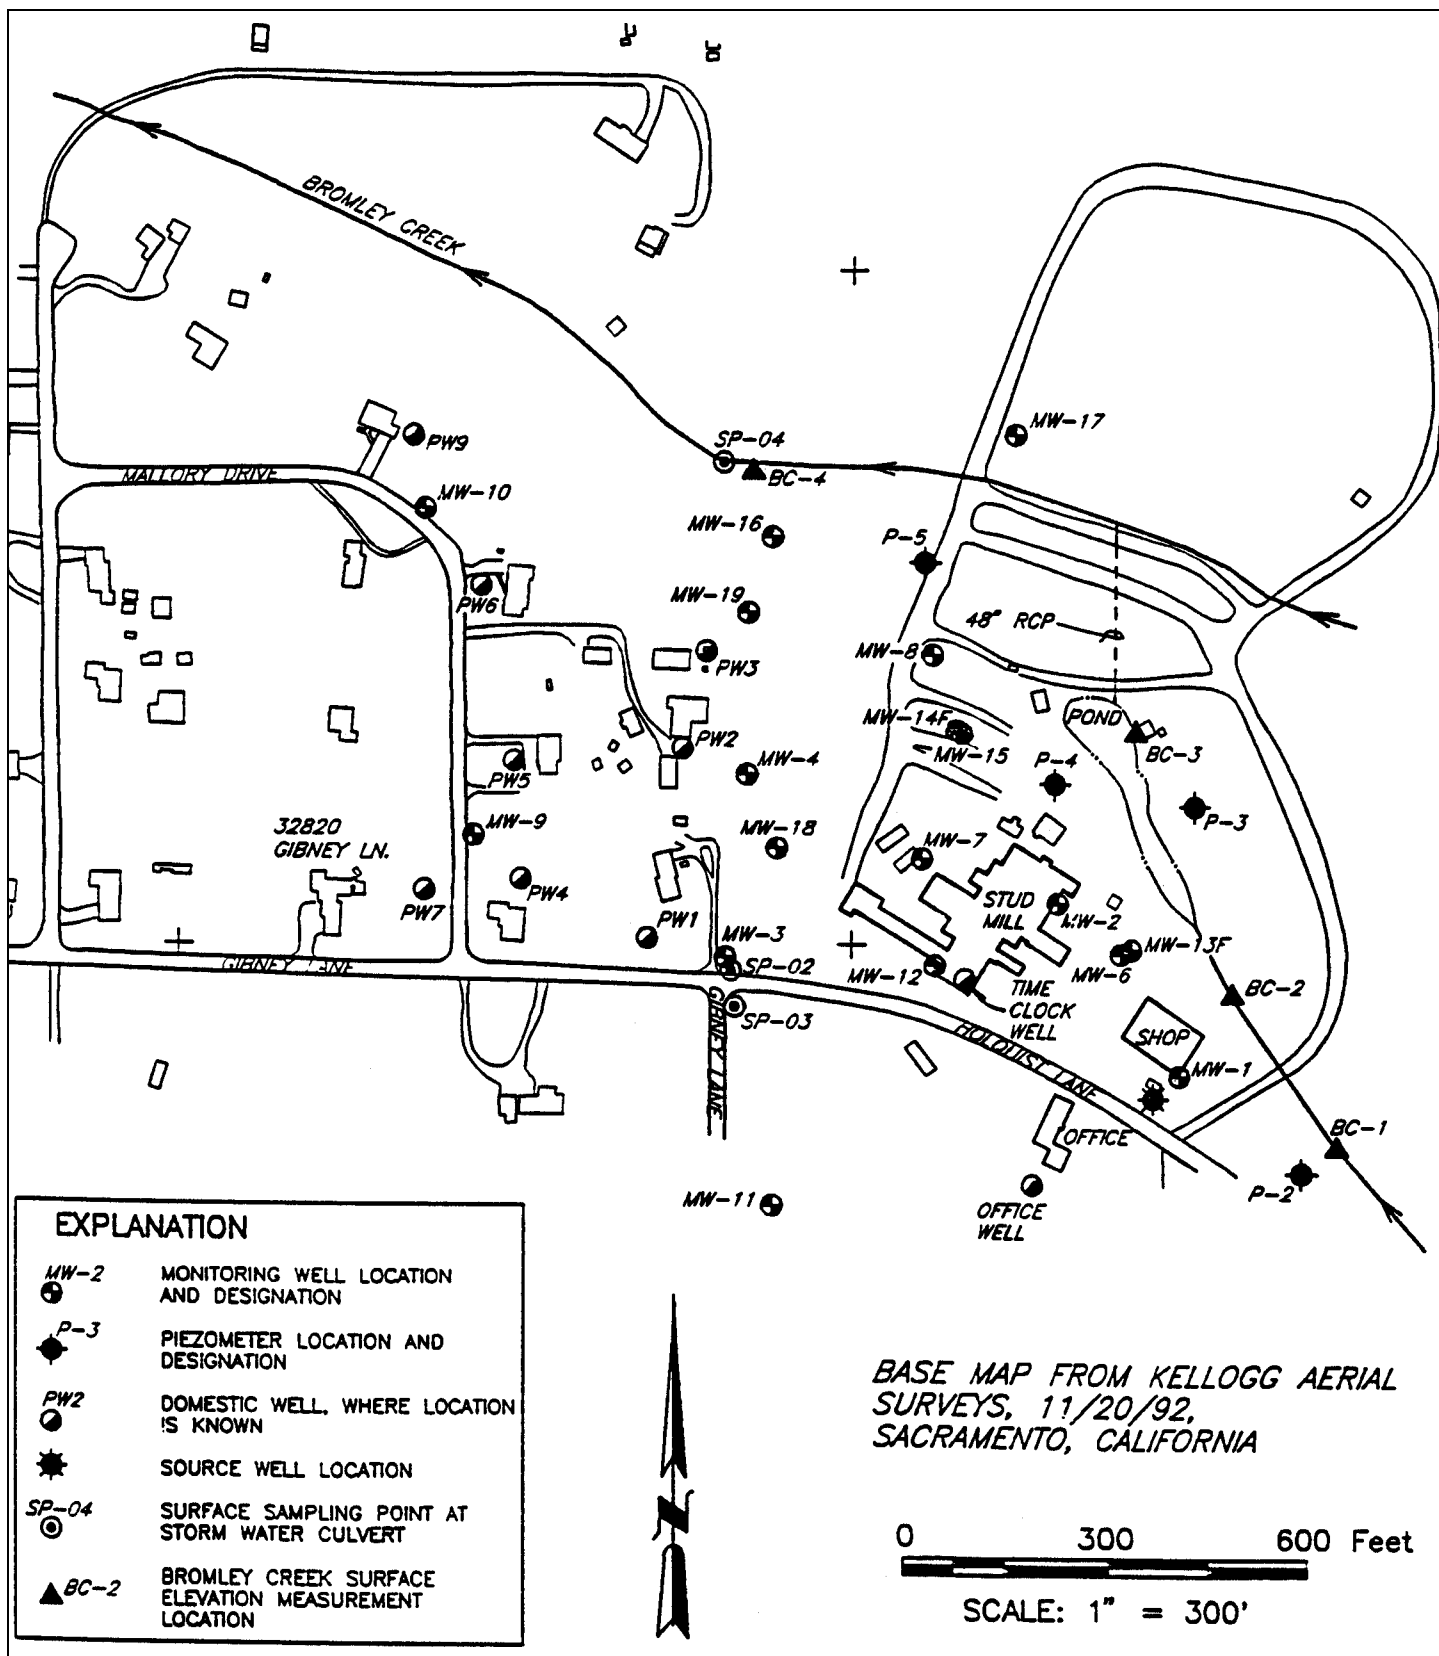 BROMLEY CREEK
MW-17
SP-04
BC-4
PW9
MALLORY DRIVE
MW-10
MW-16
P-5
PW6
MW-19
48" RCP
MW-8
PW3
MW-14F
POND
PW2
MW-15
BC-3
PW5
MW-4
P-4
P-3
32820
GIBNEY LN.
MW-9
MW-18
MW-7
PW7
PW4
STUD
MILL
MW-2
PW1
MW-3
MW-13F
GIBNEY LANE
SP-02
MW-12
MW-6
TIME
CLOCK
WELL
BC-2
GIBNEY LANE
SP-03
HOLQUIST LANE
SHOP
MW-1
OFFICE
BC-1
P-2
MW-11
OFFICE
WELL
EXPLANATION
MW-2
MONITORING WELL LOCATION
AND DESIGNATION
P-3
PIEZOMETER LOCATION AND
DESIGNATION
PW2
DOMESTIC WELL, WHERE LOCATION
IS KNOWN
SOURCE WELL LOCATION
SP-04
SURFACE SAMPLING POINT AT
STORM WATER CULVERT
BC-2
BROMLEY CREEK SURFACE
ELEVATION MEASUREMENT
LOCATION
N
BASE MAP FROM KELLOGG AERIAL
SURVEYS, 11/20/92,
SACRAMENTO, CALIFORNIA
0 300 600 Feet
SCALE: 1" = 300'